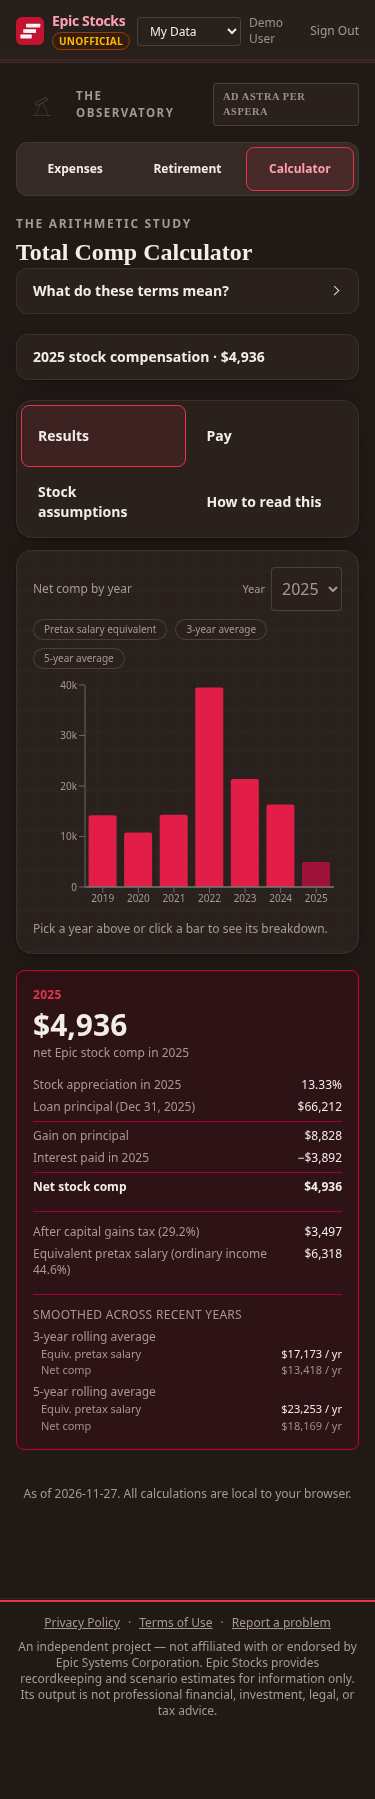 Epic Stocks
UNOFFICIAL
My Data
Demo
User
Sign Out
THE
OBSERVATORY
AD ASTRA PER
ASPERA
Expenses
Retirement
Calculator
THE ARITHMETIC STUDY
Total Comp Calculator
What do these terms mean?
2025 stock compensation · $4,936
Results
Pay
Stock
assumptions
How to read this
Net comp by year
Year
2025
Pretax salary equivalent
3-year average
5-year average
40k
30k
20k
10k
0
2019 2020 2021 2022 2023 2024 2025
Pick a year above or click a bar to see its breakdown.
2025
$4,936
net Epic stock comp in 2025
Stock appreciation in 2025 13.33%
Loan principal (Dec 31, 2025) $66,212
Gain on principal $8,828
Interest paid in 2025 −$3,892
Net stock comp $4,936
After capital gains tax (29.2%) $3,497
Equivalent pretax salary (ordinary income $6,318
44.6%)
SMOOTHED ACROSS RECENT YEARS
3-year rolling average
Equiv. pretax salary $17,173 / yr
Net comp $13,418 / yr
5-year rolling average
Equiv. pretax salary $23,253 / yr
Net comp $18,169 / yr
As of 2026-11-27. All calculations are local to your browser.
Privacy Policy · Terms of Use · Report a problem
An independent project — not affiliated with or endorsed by
Epic Systems Corporation. Epic Stocks provides
recordkeeping and scenario estimates for information only.
Its output is not professional financial, investment, legal, or
tax advice.